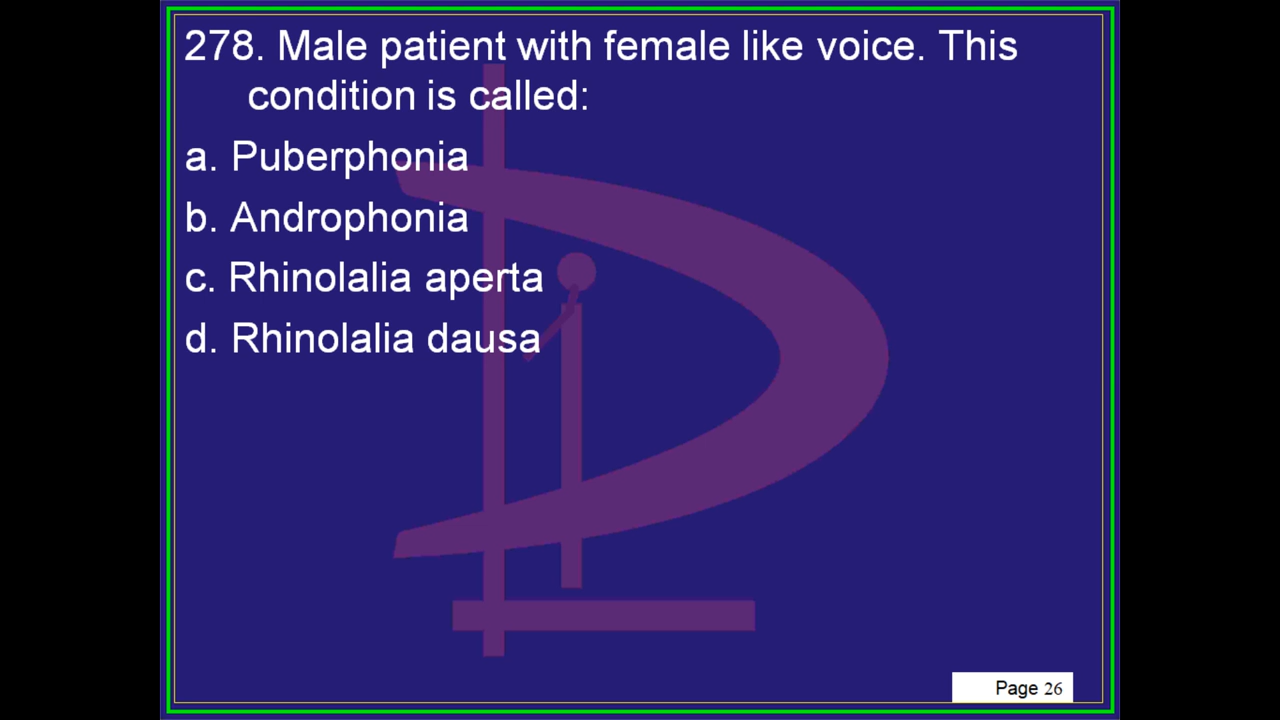 278. Male patient with female like voice. This
condition is called:
a. Puberphonia
b. Androphonia
c. Rhinolalia aperta
d. Rhinolalia dausa
Page 26